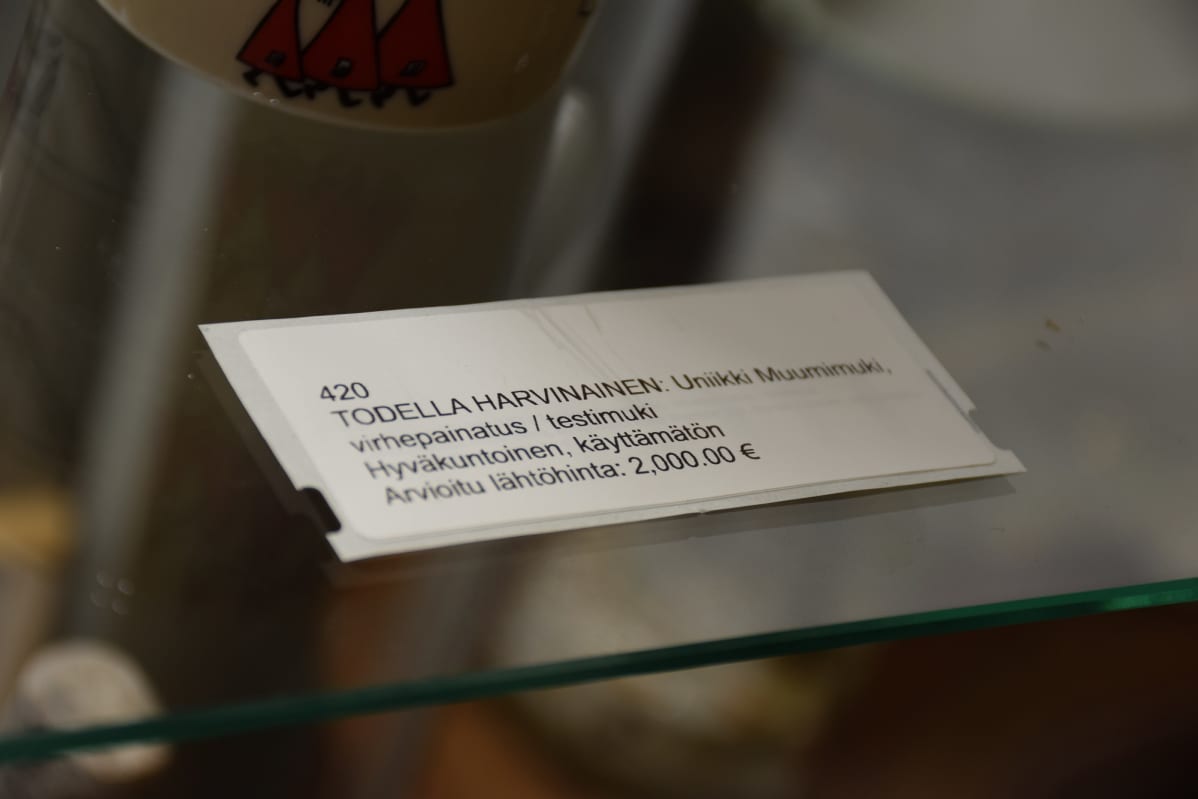 420
TODELLA HARVINAINEN: Uniikki Muumimuki,
virhepainatus / testimuki
Hyväkuntoinen, käyttämätön
Arvioitu lähtöhinta: 2,000.00 €